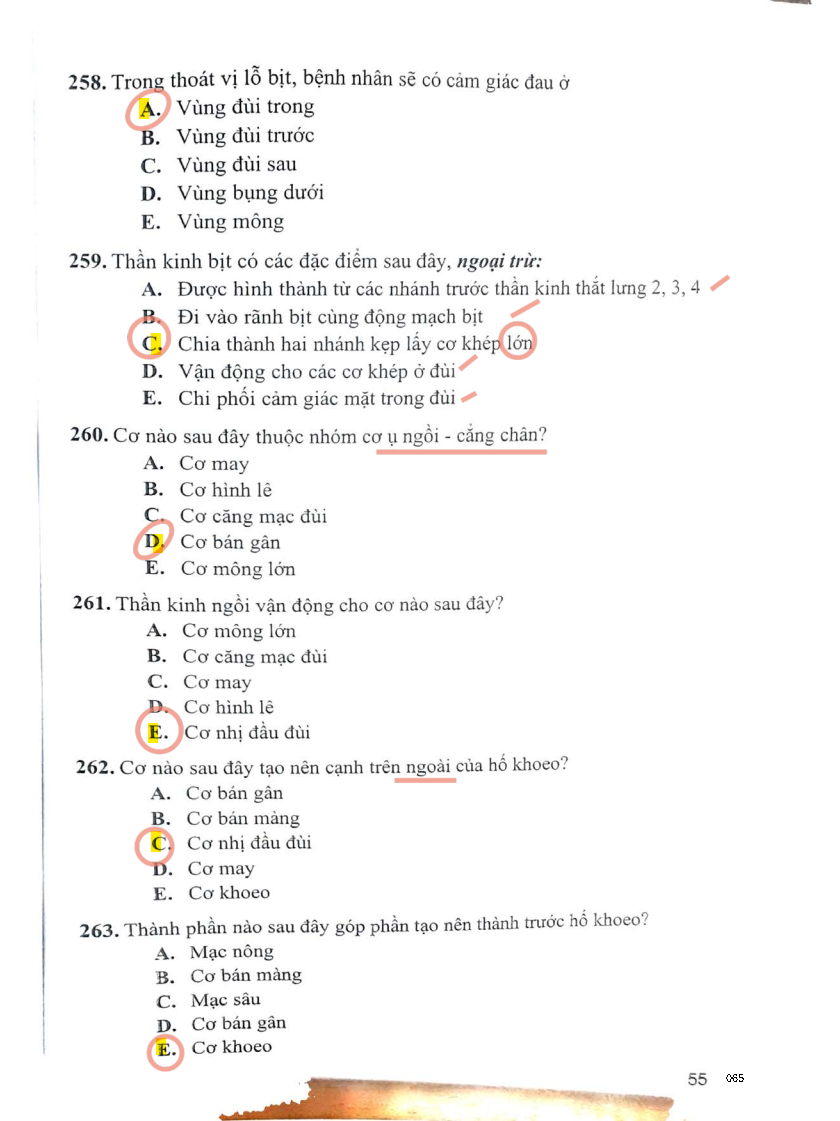 258. Trong thoát vị lỗ bịt, bệnh nhân sẽ có cảm giác đau ở
A. Vùng đùi trong
B. Vùng đùi trước
C. Vùng đùi sau
D. Vùng bụng dưới
E. Vùng mông
259. Thần kinh bịt có các đặc điểm sau đây, ngoại trừ:
A. Được hình thành từ các nhánh trước thần kinh thắt lưng 2, 3, 4
B. Đi vào rãnh bịt cùng động mạch bịt
C. Chia thành hai nhánh kẹp lấy cơ khép lớn
D. Vận động cho các cơ khép ở đùi
E. Chi phối cảm giác mặt trong đùi
260. Cơ nào sau đây thuộc nhóm cơ ụ ngồi - cẳng chân?
A. Cơ may
B. Cơ hình lê
C. Cơ căng mạc đùi
D. Cơ bán gân
E. Cơ mông lớn
261. Thần kinh ngồi vận động cho cơ nào sau đây?
A. Cơ mông lớn
B. Cơ căng mạc đùi
C. Cơ may
D. Cơ hình lê
E. Cơ nhị đầu đùi
262. Cơ nào sau đây tạo nên cạnh trên ngoài của hố khoeo?
A. Cơ bán gân
B. Cơ bán màng
C. Cơ nhị đầu đùi
D. Cơ may
E. Cơ khoeo
263. Thành phần nào sau đây góp phần tạo nên thành trước hố khoeo?
A. Mạc nông
B. Cơ bán màng
C. Mạc sâu
D. Cơ bán gân
E. Cơ khoeo
55 065